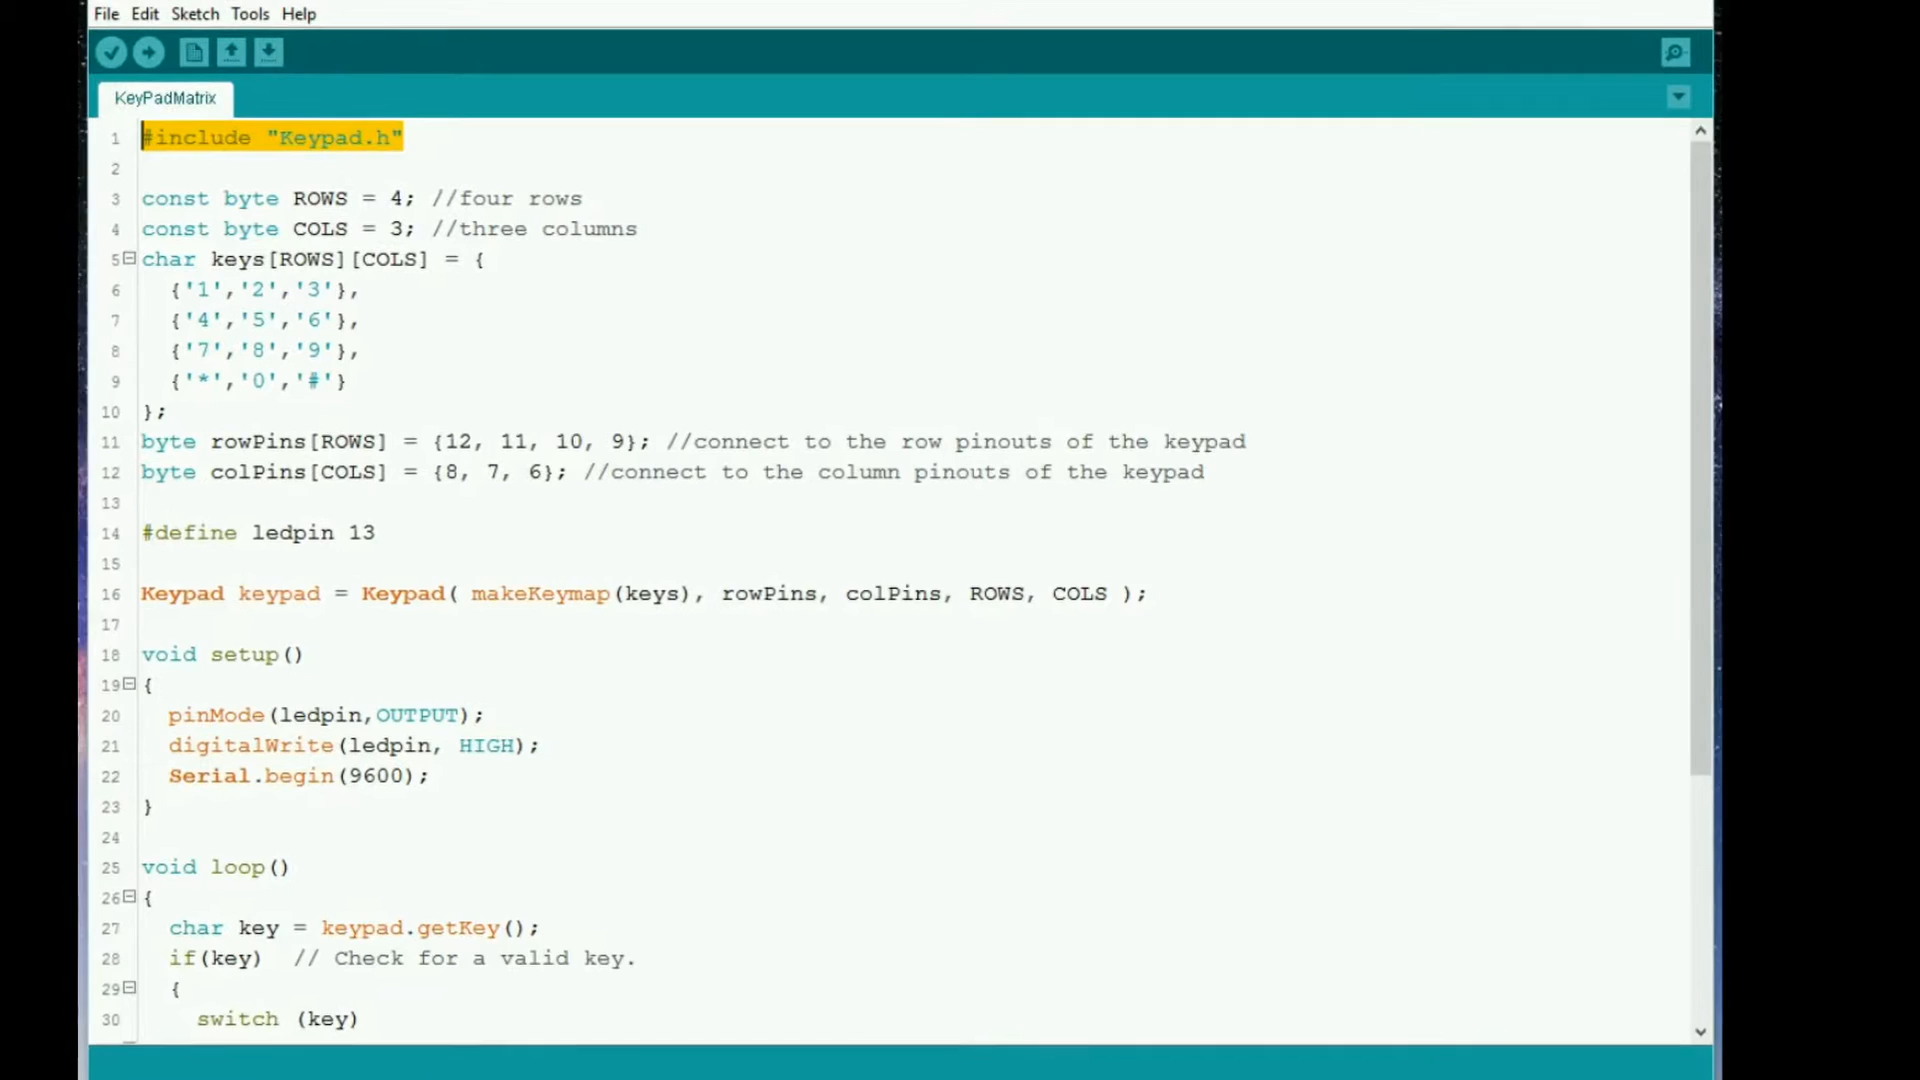 File Edit Sketch Tools Help
KeyPadMatrix
1 #include "Keypad.h"
2
3 const byte ROWS = 4; //four rows
4 const byte COLS = 3; //three columns
5 char keys[ROWS][COLS] = {
6 {'1','2','3'},
7 {'4','5','6'},
8 {'7','8','9'},
9 {'*','0','#'}
10 };
11 byte rowPins[ROWS] = {12, 11, 10, 9}; //connect to the row pinouts of the keypad
12 byte colPins[COLS] = {8, 7, 6}; //connect to the column pinouts of the keypad
13
14 #define ledpin 13
15
16 Keypad keypad = Keypad( makeKeymap(keys), rowPins, colPins, ROWS, COLS );
17
18 void setup()
19 {
20 pinMode(ledpin,OUTPUT);
21 digitalWrite(ledpin, HIGH);
22 Serial.begin(9600);
23 }
24
25 void loop()
26 {
27 char key = keypad.getKey();
28 if(key) // Check for a valid key.
29 {
30 switch (key)